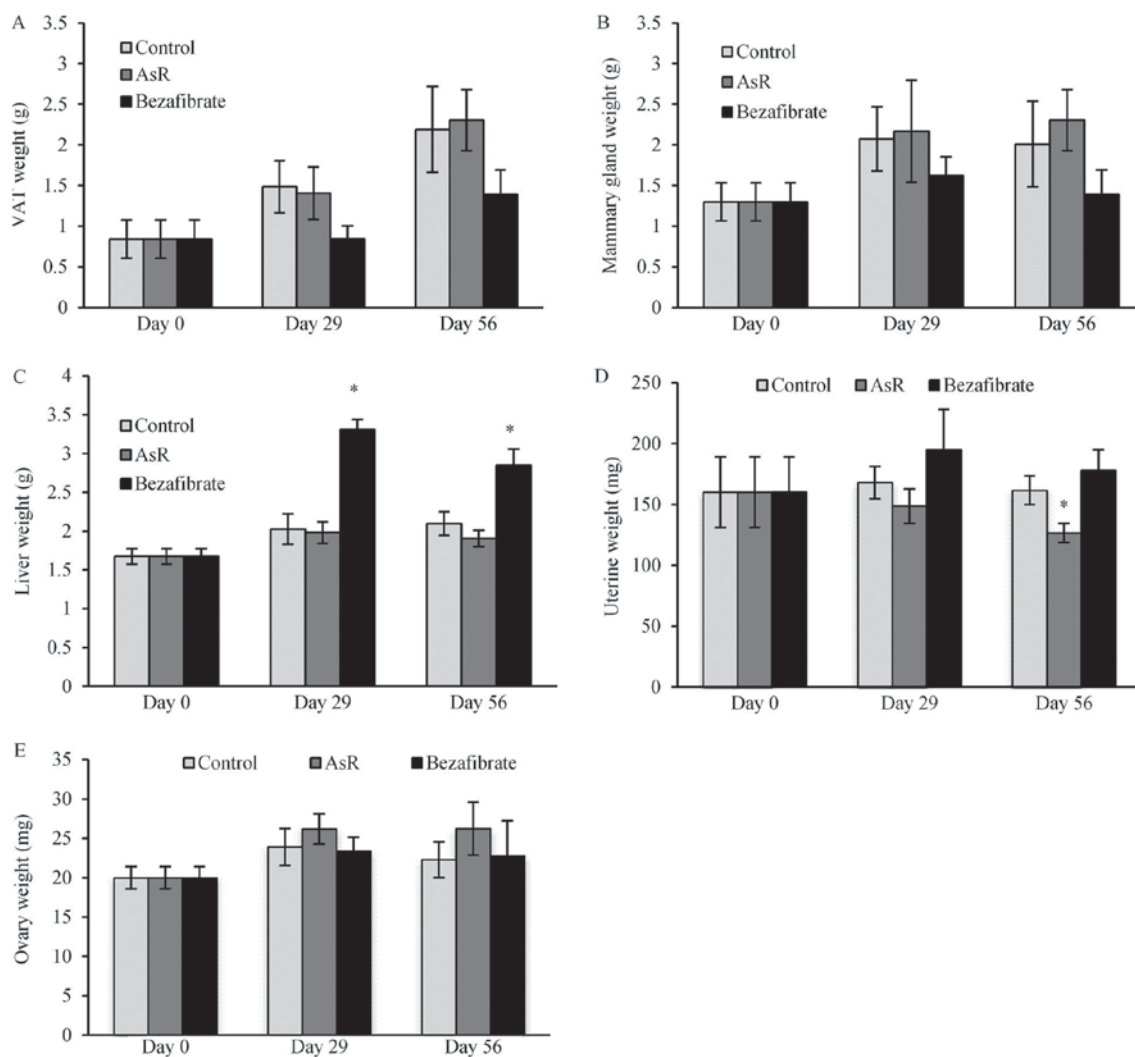 A
VAT weight (g)
3.5
3
2.5
2
1.5
1
0.5
0
Control
AsR
Bezafibrate
Day 0 Day 29 Day 56
B
Mammary gland weight (g)
3.5
3
2.5
2
1.5
1
0.5
0
Control
AsR
Bezafibrate
Day 0 Day 29 Day 56
C
Liver weight (g)
4
3.5
3
2.5
2
1.5
1
0.5
0
Control
AsR
Bezafibrate
*
*
Day 0 Day 29 Day 56
D
Uterine weight (mg)
250
200
150
100
50
0
Control AsR Bezafibrate
*
Day 0 Day 29 Day 56
E
Ovary weight (mg)
35
30
25
20
15
10
5
0
Control AsR Bezafibrate
Day 0 Day 29 Day 56